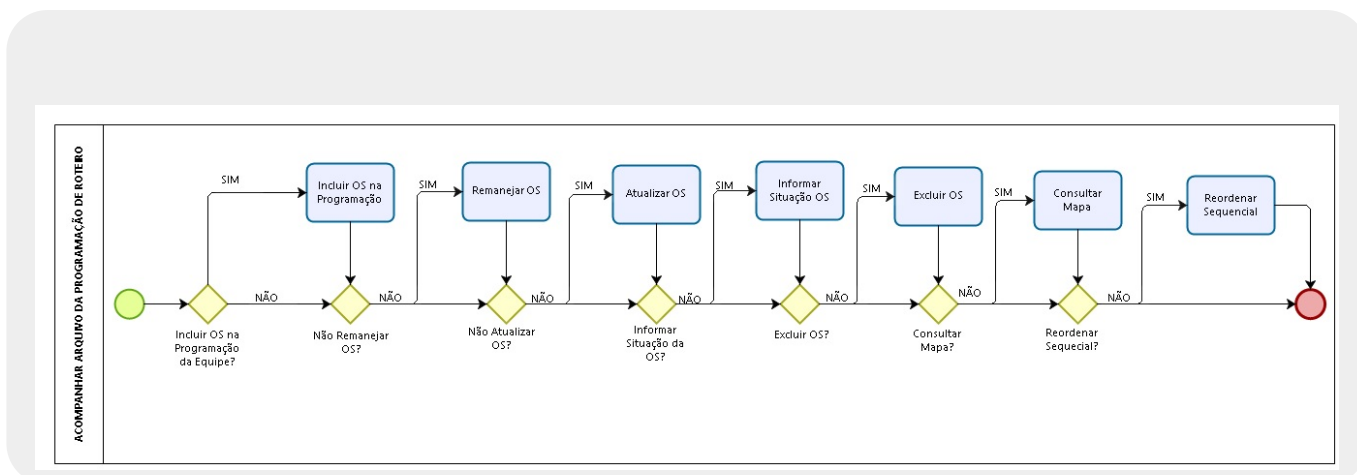 ACOMPANHAR ARQUIVO DA PROGRAMAÇÃO DE ROTEIRO
SIM
Incluir OS na
Programação
SIM
Remanejar OS
SIM
Atualizar OS
SIM
Informar
Situação OS
SIM
Excluir OS
SIM
Consultar
Mapa
SIM
Reordenar
Sequencial
NÃO
NÃO
NÃO
NÃO
NÃO
NÃO
NÃO
Incluir OS na
Programação
da Equipe?
Não Remanejar
OS?
Não Atualizar
OS?
Informar
Situação da
OS?
Excluir OS?
Consultar
Mapa?
Reordenar
Sequecial?